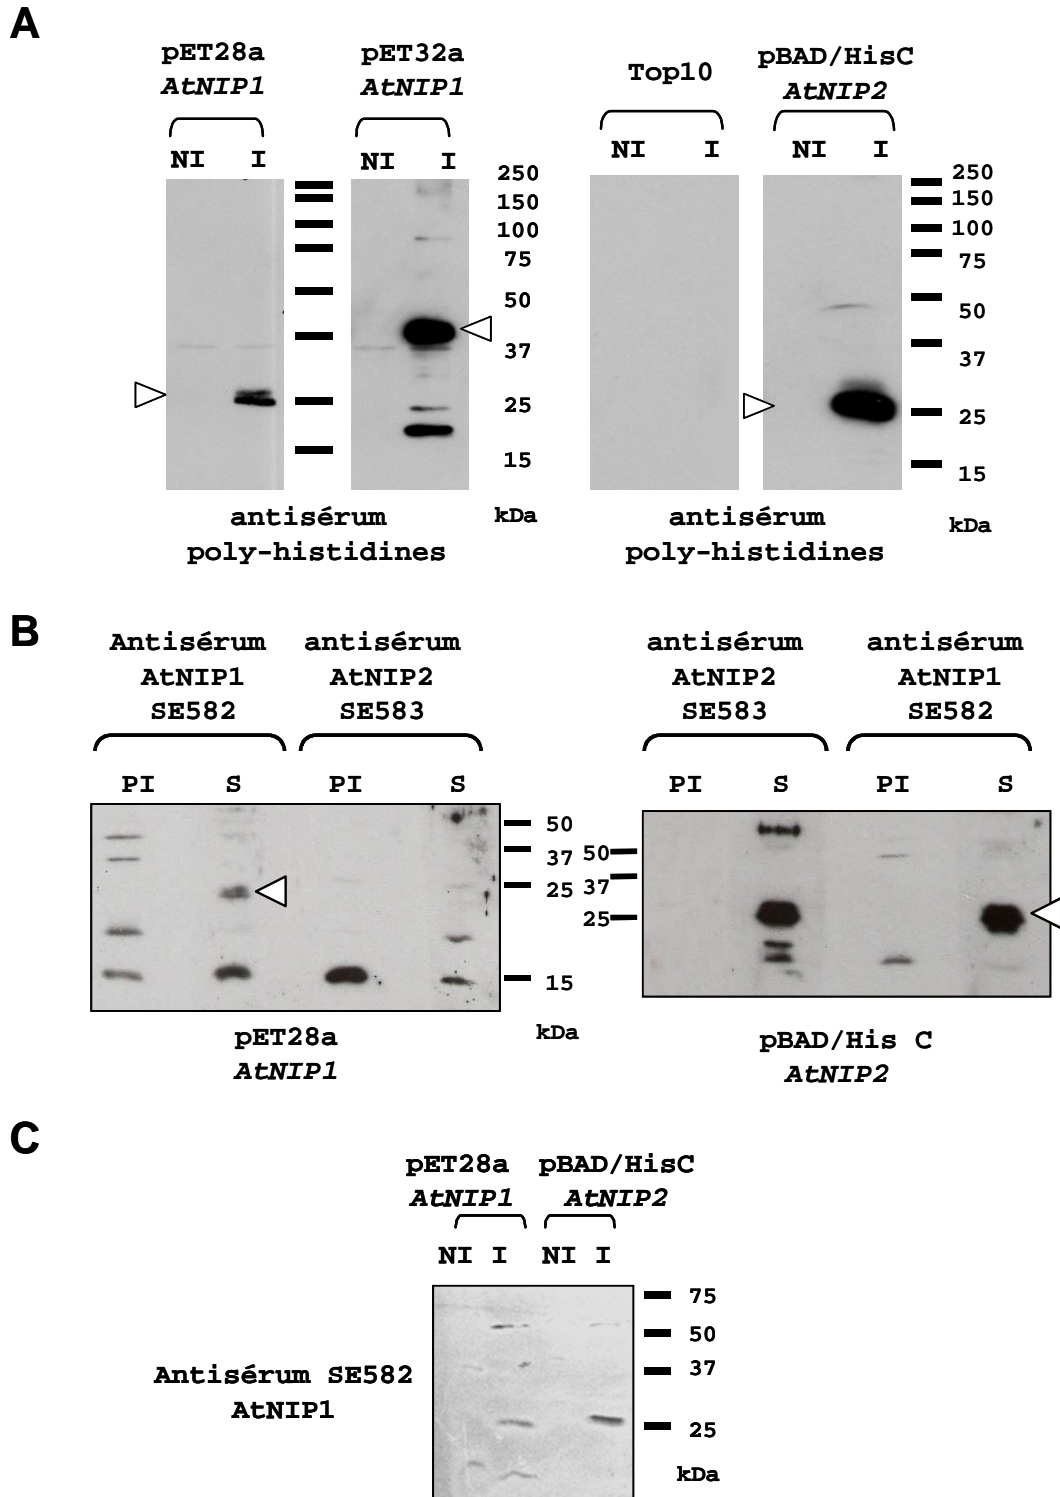 A
pET28a
AtNIP1
pET32a
AtNIP1
Top10
pBAD/HisC
AtNIP2
NI I
NI I
NI I
NI I
250
150
100
75
50
37
25
15
kDa
250
150
100
75
50
37
25
15
kDa
antisérum
poly-histidines
antisérum
poly-histidines
B
Antisérum
AtNIP1
SE582
antisérum
AtNIP2
SE583
antisérum
AtNIP2
SE583
antisérum
AtNIP1
SE582
PI S PI S
PI S PI S
50
37
25
15
kDa
50
37
25
pET28a
AtNIP1
pBAD/His C
AtNIP2
C
pET28a
AtNIP1
pBAD/HisC
AtNIP2
NI I NI I
75
50
37
25
kDa
Antisérum SE582
AtNIP1